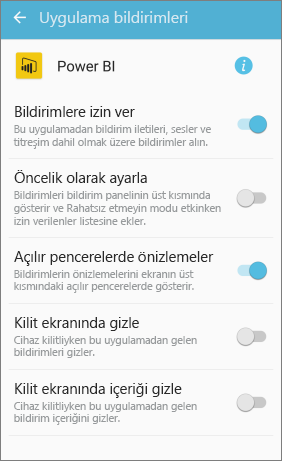 Uygulama bildirimleri
Power BI
Bildirimlere izin ver
Bu uygulamadan bildirim iletileri, sesler ve
titreşim dahil olmak üzere bildirimler alın.
Öncelik olarak ayarla
Bildirimleri bildirim panelinin üst kısmında
gösterir ve Rahatsız etmeyin modu etkinken
izin verilenler listesine ekler.
Açılır pencerelerde önizlemeler
Bildirimlerin önizlemelerini ekranın üst
kısmındaki açılır pencerelerde gösterir.
Kilit ekranında gizle
Cihaz kilitliyken bu uygulamadan gelen
bildirimleri gizler.
Kilit ekranında içeriği gizle
Cihaz kilitliyken bu uygulamadan gelen
bildirim içeriğini gizler.